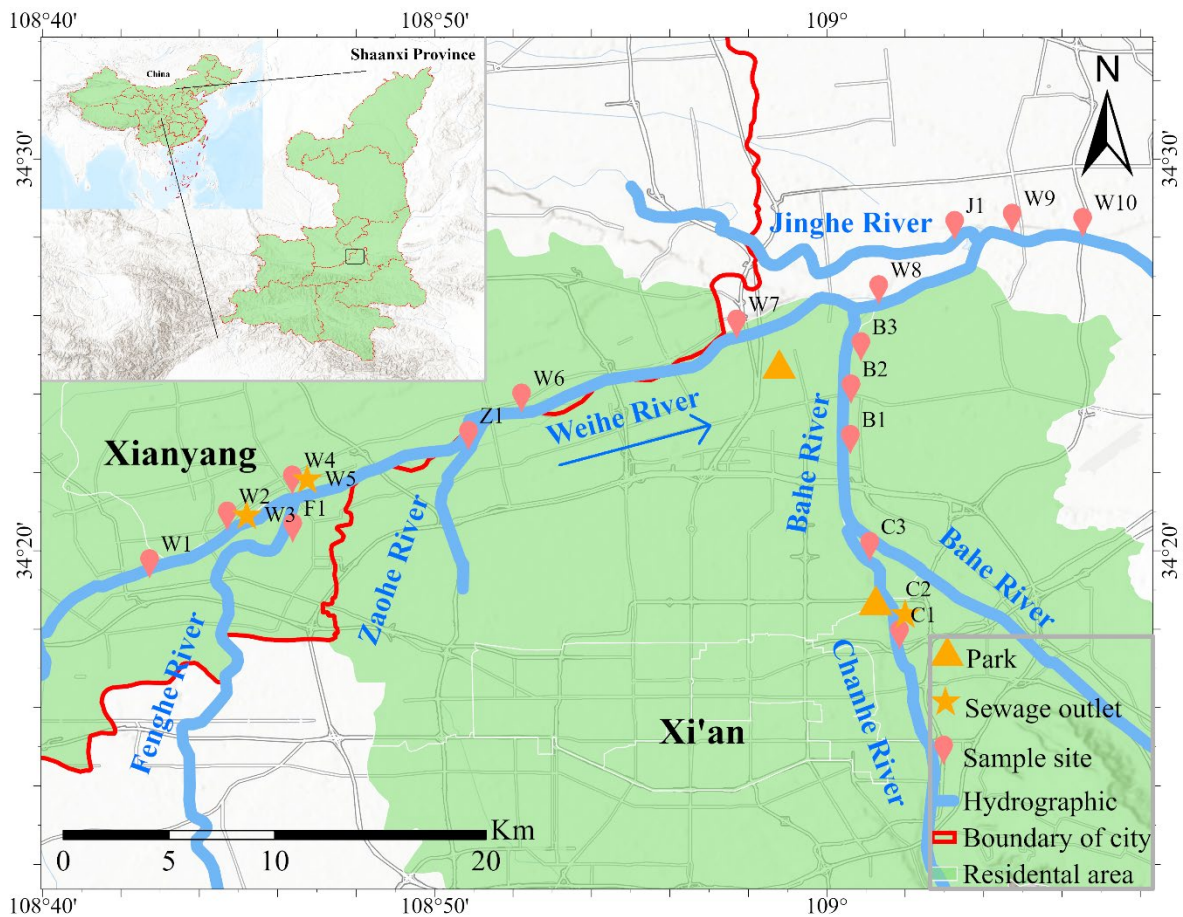 108°40'
108°50'
109°
China
Shaanxi Province
N
34°30'
34°30'
Jinghe River
J1
W9
W10
W8
W7
B3
B2
B1
W6
Z1
Weihe River
Xianyang
W4
W5
W2
W3
F1
W1
Bahe River
34°20'
34°20'
C3
Bahe River
Zaohe River
C2
C1
Fenghe River
Chanhe River
Xi'an
Park
Sewage outlet
Sample site
Hydrographic
Boundary of city
Residental area
Km
0 5 10 20
108°40'
108°50'
109°